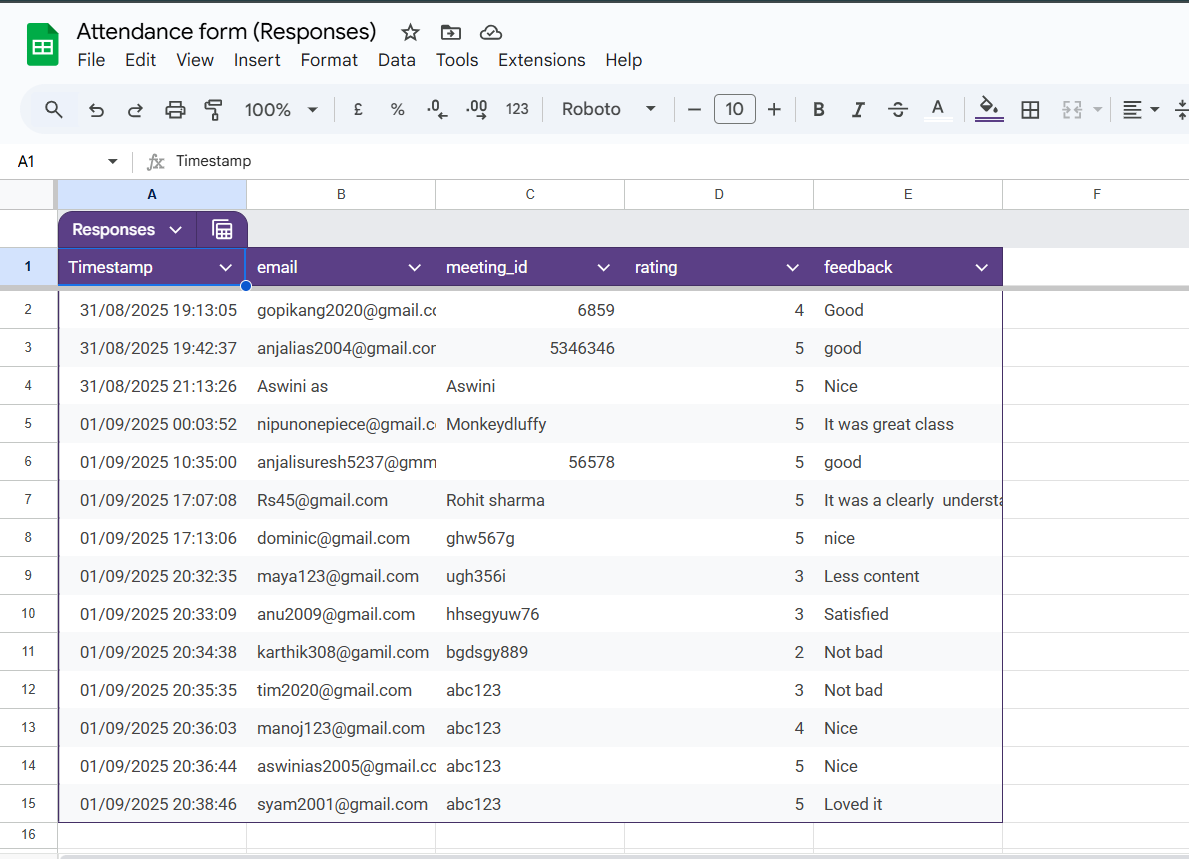 Attendance form (Responses)
File Edit View Insert Format Data Tools Extensions Help
100% £ % .0 .00 123 Roboto 10 B I S A
A1 fx Timestamp
A B C D E F
Responses
1 Timestamp email meeting_id rating feedback
2 31/08/2025 19:13:05 gopikang2020@gmail.cc 6859 4 Good
3 31/08/2025 19:42:37 anjalias2004@gmail.cor 5346346 5 good
4 31/08/2025 21:13:26 Aswini as Aswini 5 Nice
5 01/09/2025 00:03:52 nipunonepiece@gmail.c Monkeydluffy 5 It was great class
6 01/09/2025 10:35:00 anjalisuresh5237@gmm 56578 5 good
7 01/09/2025 17:07:08 Rs45@gmail.com Rohit sharma 5 It was a clearly understa
8 01/09/2025 17:13:06 dominic@gmail.com ghw567g 5 nice
9 01/09/2025 20:32:35 maya123@gmail.com ugh356i 3 Less content
10 01/09/2025 20:33:09 anu2009@gmail.com hhsegyuw76 3 Satisfied
11 01/09/2025 20:34:38 karthik308@gamil.com bgdsgy889 2 Not bad
12 01/09/2025 20:35:35 tim2020@gmail.com abc123 3 Not bad
13 01/09/2025 20:36:03 manoj123@gmail.com abc123 4 Nice
14 01/09/2025 20:36:44 aswinias2005@gmail.cc abc123 5 Nice
15 01/09/2025 20:38:46 syam2001@gmail.com abc123 5 Loved it
16